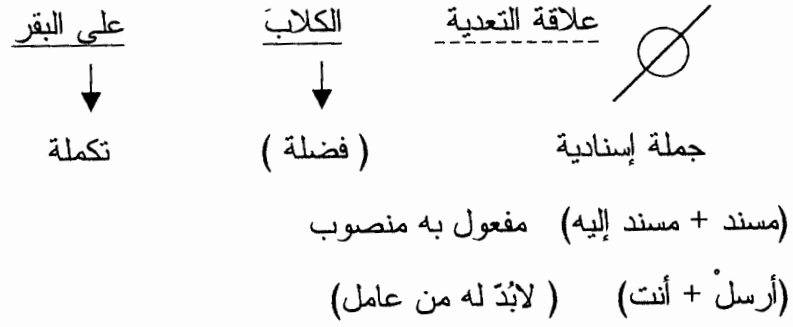 علاقة التعدية الكلابَ على البقر
جملة إسنادية ( فضلة ) تكملة
(مسند + مسند إليه) مفعول به منصوب
(أرسلْ + أنت) ( لابُدّ له من عامل)